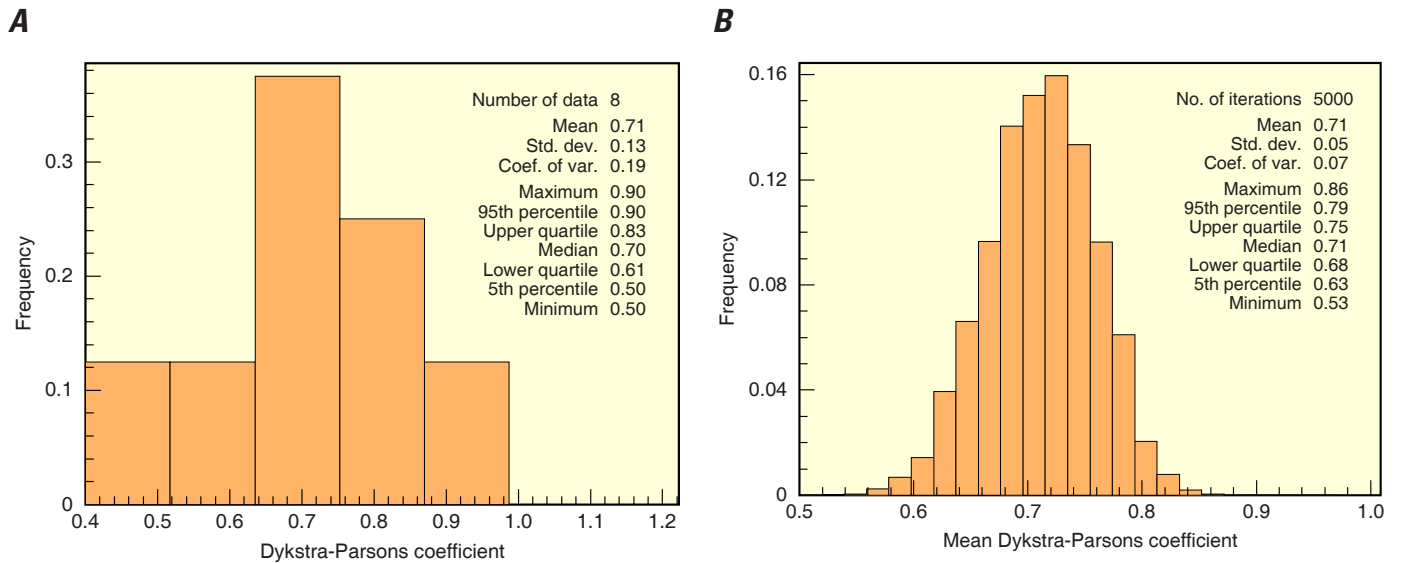 A
Number of data 8
Mean 0.71
Std. dev. 0.13
Coef. of var. 0.19
Maximum 0.90
95th percentile 0.90
Upper quartile 0.83
Median 0.70
Lower quartile 0.61
5th percentile 0.50
Minimum 0.50
Frequency
0.3
0.2
0.1
0
0.4 0.5 0.6 0.7 0.8 0.9 1.0 1.1 1.2
Dykstra-Parsons coefficient
B
No. of iterations 5000
Mean 0.71
Std. dev. 0.05
Coef. of var. 0.07
Maximum 0.86
95th percentile 0.79
Upper quartile 0.75
Median 0.71
Lower quartile 0.68
5th percentile 0.63
Minimum 0.53
Frequency
0.16
0.12
0.08
0.04
0
0.5 0.6 0.7 0.8 0.9 1.0
Mean Dykstra-Parsons coefficient